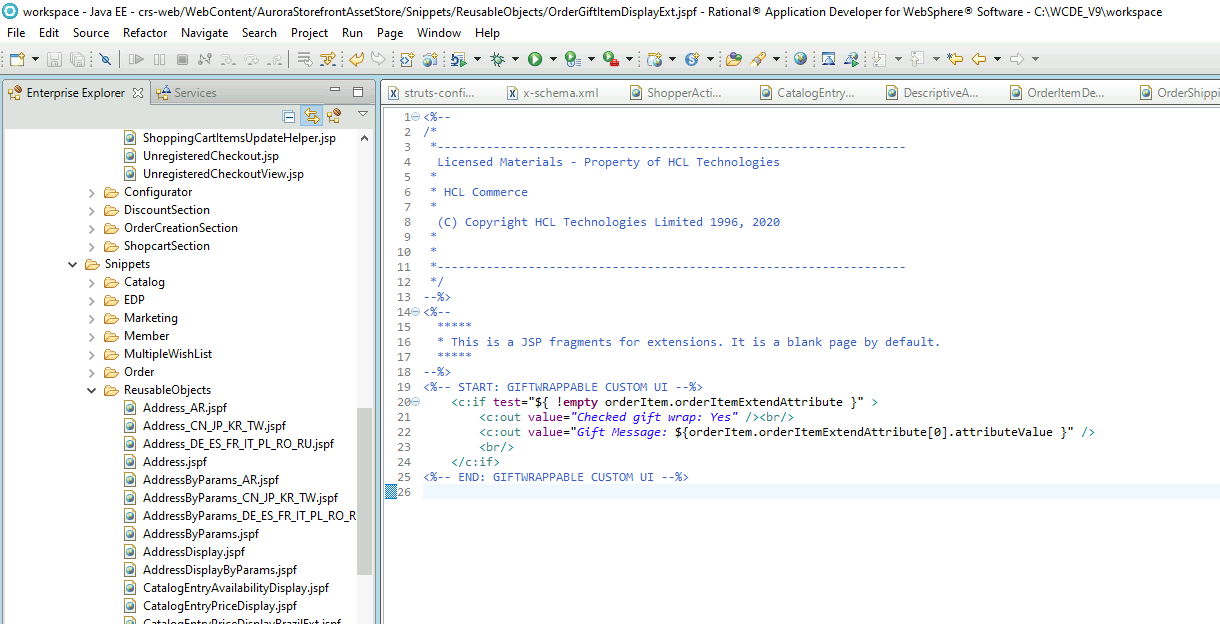 workspace - Java EE - crs-web/WebContent/AuroraStorefrontAssetStore/Snippets/ReusableObjects/OrderGiftItemDisplayExt.jspf - Rational® Application Developer for WebSphere® Software - C:\WCDE_V9\workspace
File Edit Source Refactor Navigate Search Project Run Page Window Help
Enterprise Explorer Services
ShoppingCartItemsUpdateHelper.jsp
UnregisteredCheckout.jsp
UnregisteredCheckoutView.jsp
Configurator
DiscountSection
OrderCreationSection
ShopcartSection
Snippets
Catalog
EDP
Marketing
Member
MultipleWishList
Order
ReusableObjects
Address_AR.jspf
Address_CN_JP_KR_TW.jspf
Address_DE_ES_FR_IT_PL_RO_RU.jspf
Address.jspf
AddressByParams_AR.jspf
AddressByParams_CN_JP_KR_TW.jspf
AddressByParams_DE_ES_FR_IT_PL_RO_R
AddressByParams.jspf
AddressDisplay.jspf
AddressDisplayByParams.jspf
CatalogEntryAvailabilityDisplay.jspf
CatalogEntryPriceDisplay.jspf
CatalogEntryPriceDisplayBrazilExt.jspf
struts-confi... x-schema.xml ShopperActi... CatalogEntry... DescriptiveA... OrderItemDe... OrderShippi
1 <%--
2 /*
3 *-------------------------------------------------------------------
4 Licensed Materials - Property of HCL Technologies
5 *
6 * HCL Commerce
7 *
8 (C) Copyright HCL Technologies Limited 1996, 2020
9 *
10 *
11 *-------------------------------------------------------------------
12 */
13 --%>
14 <%--
15 *****
16 * This is a JSP fragments for extensions. It is a blank page by default.
17 *****
18 --%>
19 <%-- START: GIFTWRAPPABLE CUSTOM UI --%>
20 <c:if test="${ !empty orderItem.orderItemExtendAttribute }" >
21 <c:out value="Checked gift wrap: Yes" /><br/>
22 <c:out value="Gift Message: ${orderItem.orderItemExtendAttribute[0].attributeValue }" />
23 <br/>
24 </c:if>
25 <%-- END: GIFTWRAPPABLE CUSTOM UI --%>
26